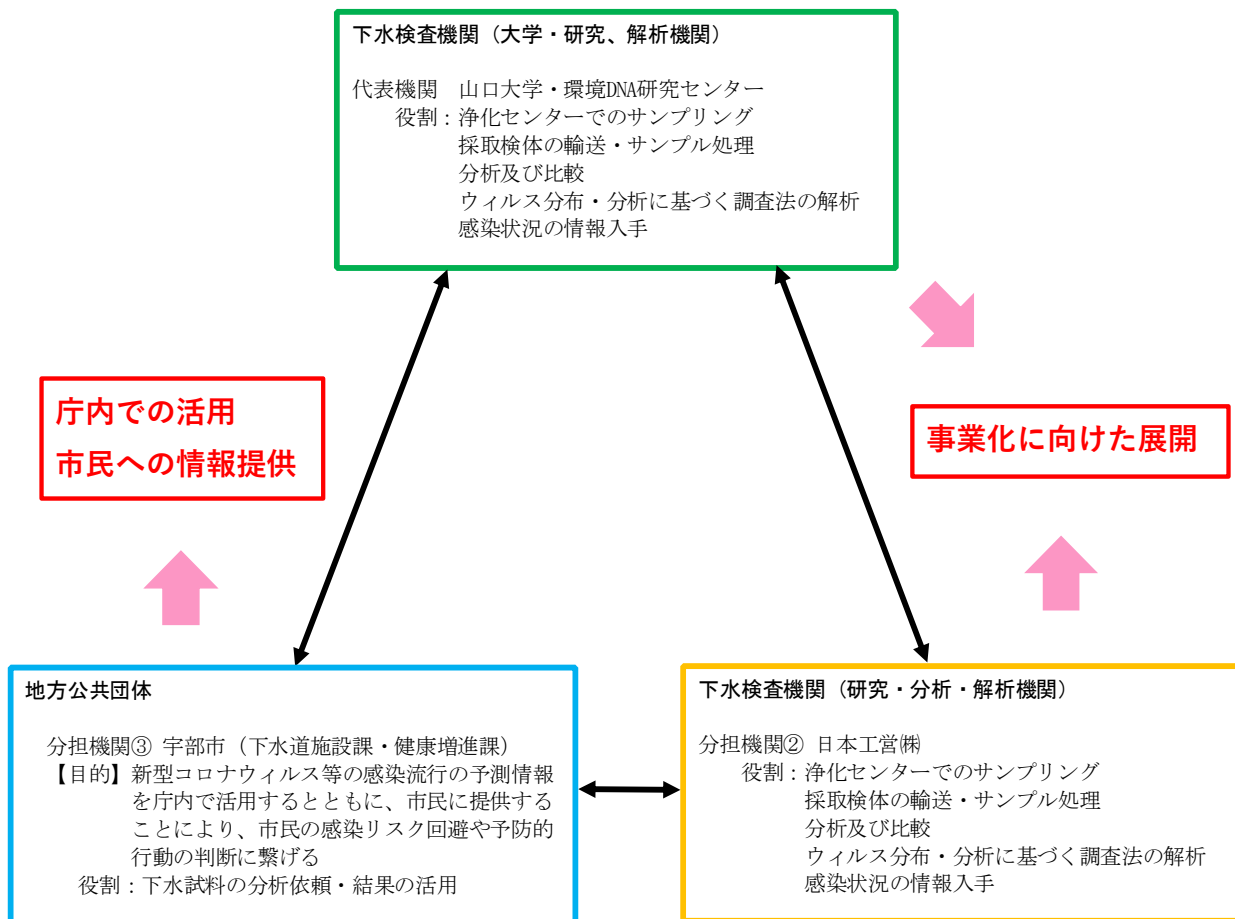 下水検査機関（大学・研究、解析機関）
代表機関　山口大学・環境DNA研究センター
役割：浄化センターでのサンプリング
採取検体の輸送・サンプル処理
分析及び比較
ウィルス分布・分析に基づく調査法の解析
感染状況の情報入手
庁内での活用
市民への情報提供
事業化に向けた展開
地方公共団体
分担機関③ 宇部市（下水道施設課・健康増進課）
【目的】新型コロナウィルス等の感染流行の予測情報
を庁内で活用するとともに、市民に提供する
ことにより、市民の感染リスク回避や予防的
行動の判断に繋げる
役割：下水試料の分析依頼・結果の活用
下水検査機関（研究・分析・解析機関）
分担機関② 日本工営㈱
役割：浄化センターでのサンプリング
採取検体の輸送・サンプル処理
分析及び比較
ウィルス分布・分析に基づく調査法の解析
感染状況の情報入手